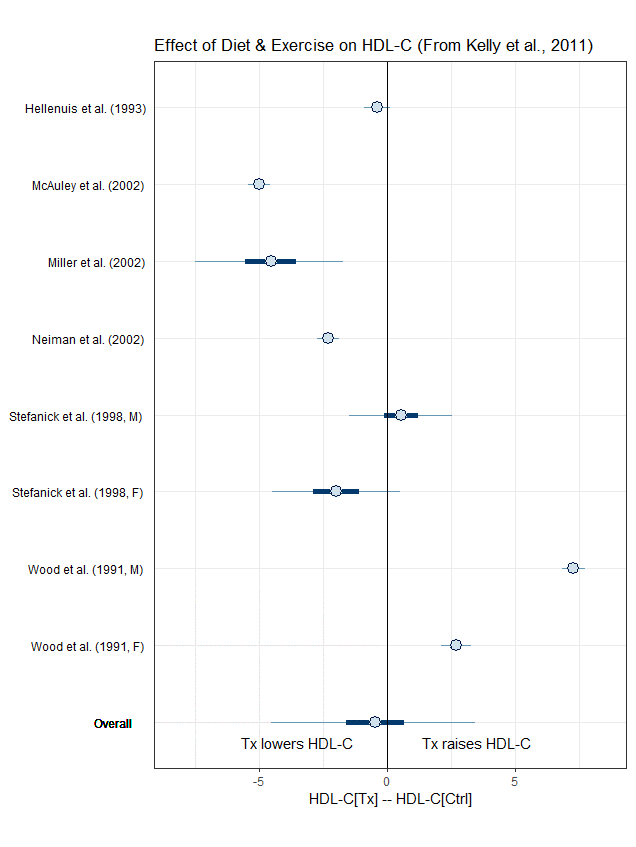 Effect of Diet & Exercise on HDL-C (From Kelly et al., 2011)
Hellenuis et al. (1993)
McAuley et al. (2002)
Miller et al. (2002)
Neiman et al. (2002)
Stefanick et al. (1998, M)
Stefanick et al. (1998, F)
Wood et al. (1991, M)
Wood et al. (1991, F)
Overall
Tx lowers HDL-C
Tx raises HDL-C
-5
0
5
HDL-C[Tx] -- HDL-C[Ctrl]